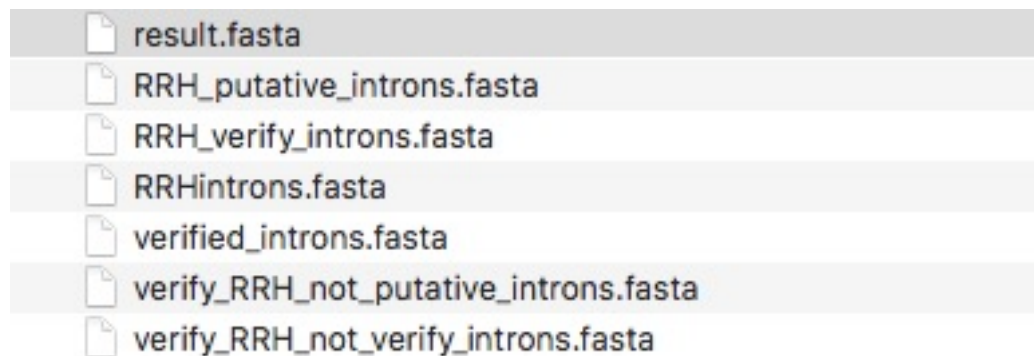 result.fasta
RRH_putative_introns.fasta
RRH_verify_introns.fasta
RRHintrons.fasta
verified_introns.fasta
verify_RRH_not_putative_introns.fasta
verify_RRH_not_verify_introns.fasta